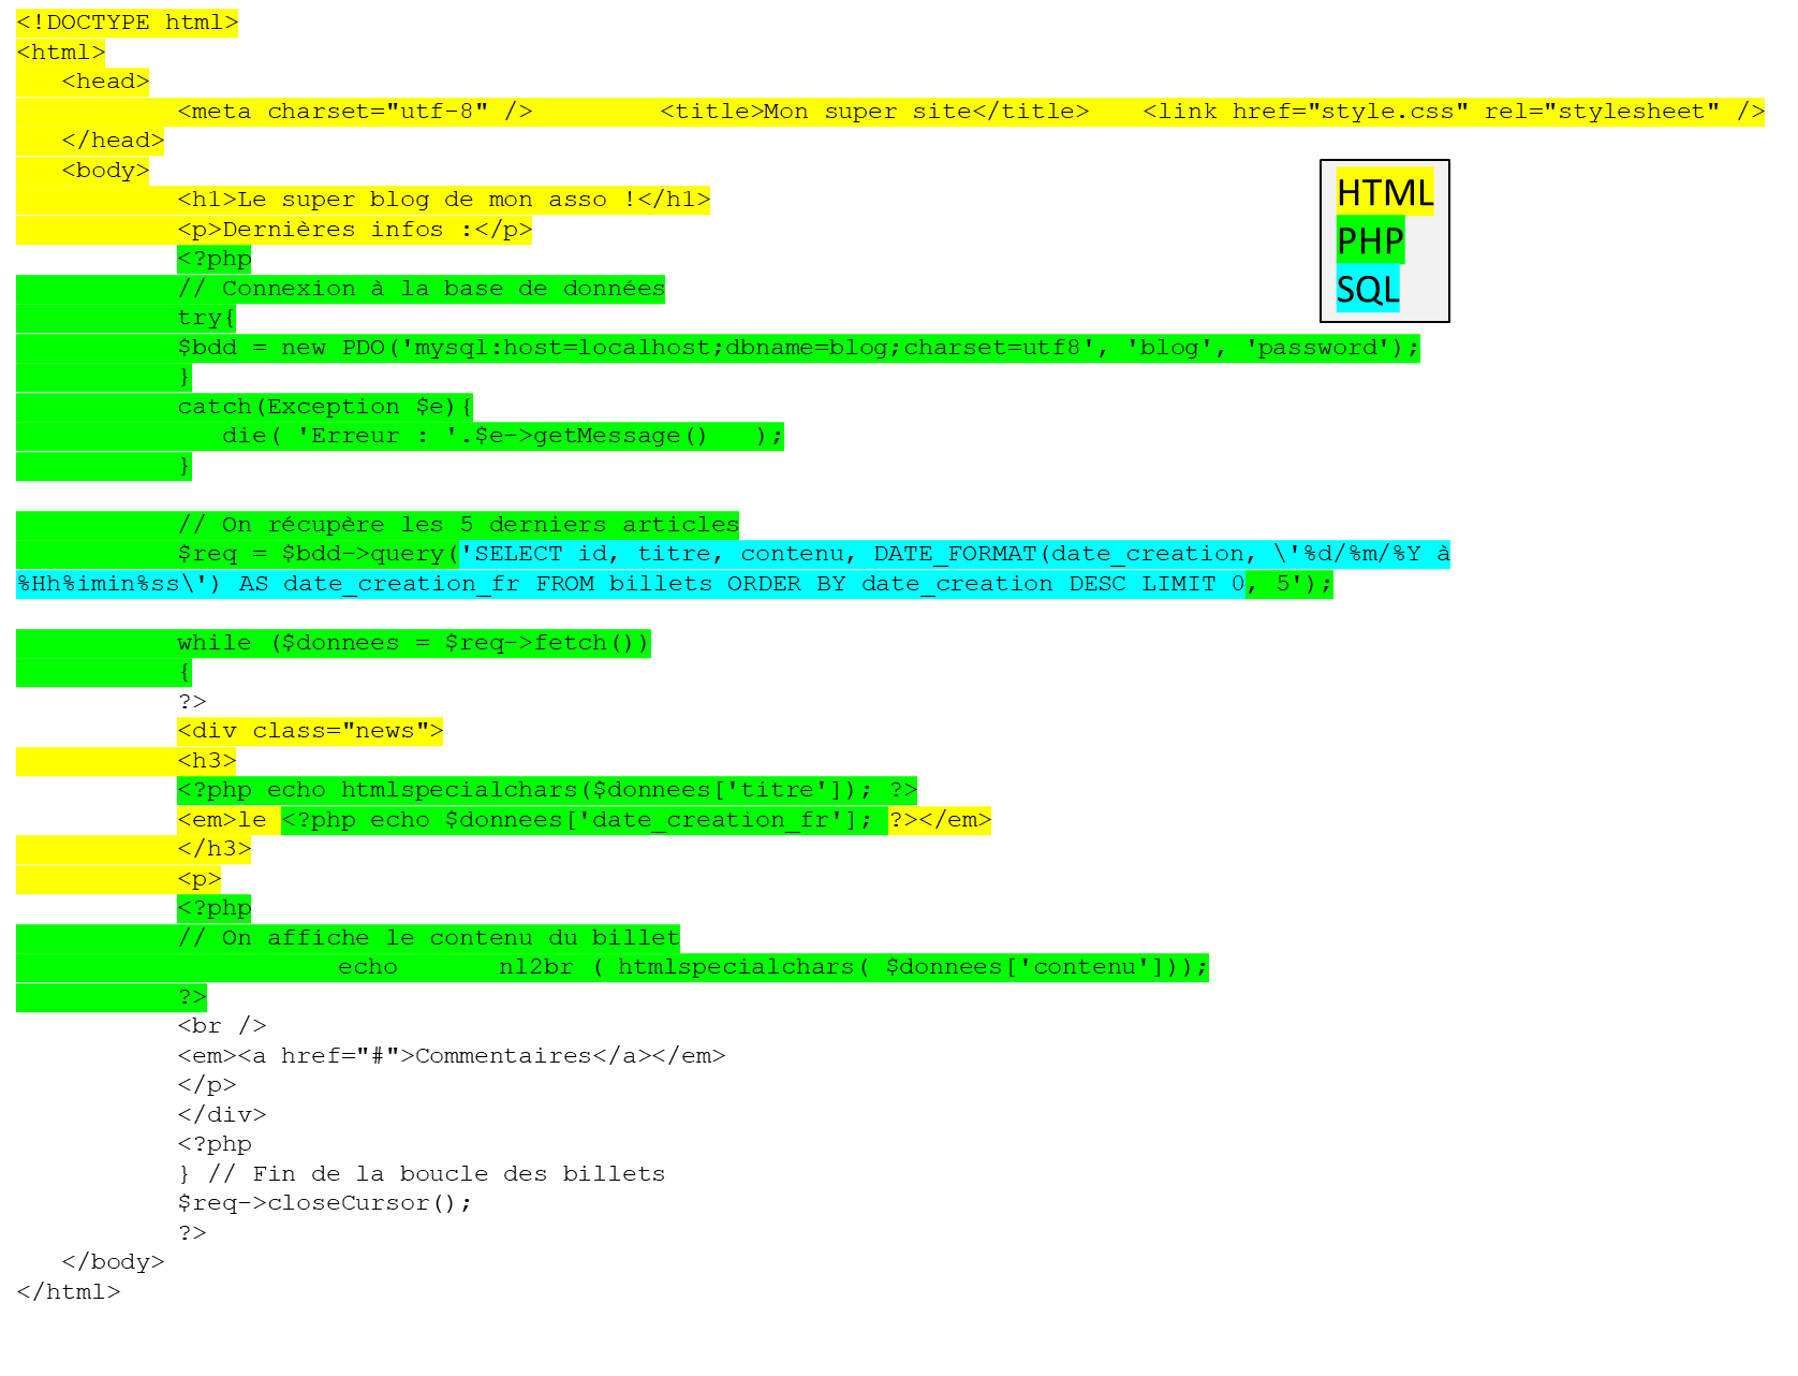 <!DOCTYPE html>
<html>
<head>
<meta charset="utf-8" /> <title>Mon super site</title> <link href="style.css" rel="stylesheet" />
</head>
<body>
<h1>Le super blog de mon asso !</h1>
<p>Dernières infos :</p>
<?php
// Connexion à la base de données
try{
$bdd = new PDO('mysql:host=localhost;dbname=blog;charset=utf8', 'blog', 'password');
}
catch(Exception $e){
die( 'Erreur : '.$e->getMessage() );
}
// On récupère les 5 derniers articles
$req = $bdd->query('SELECT id, titre, contenu, DATE_FORMAT(date_creation, \'%d/%m/%Y à
%Hh%imin%ss\') AS date_creation_fr FROM billets ORDER BY date_creation DESC LIMIT 0, 5');
while ($donnees = $req->fetch())
{
?>
<div class="news">
<h3>
<?php echo htmlspecialchars($donnees['titre']); ?>
<em>le <?php echo $donnees['date_creation_fr']; ?></em>
</h3>
<p>
<?php
// On affiche le contenu du billet
echo nl2br ( htmlspecialchars( $donnees['contenu']));
?>
<br />
<em><a href="#">Commentaires</a></em>
</p>
</div>
<?php
} // Fin de la boucle des billets
$req->closeCursor();
?>
</body>
</html>
HTML
PHP
SQL